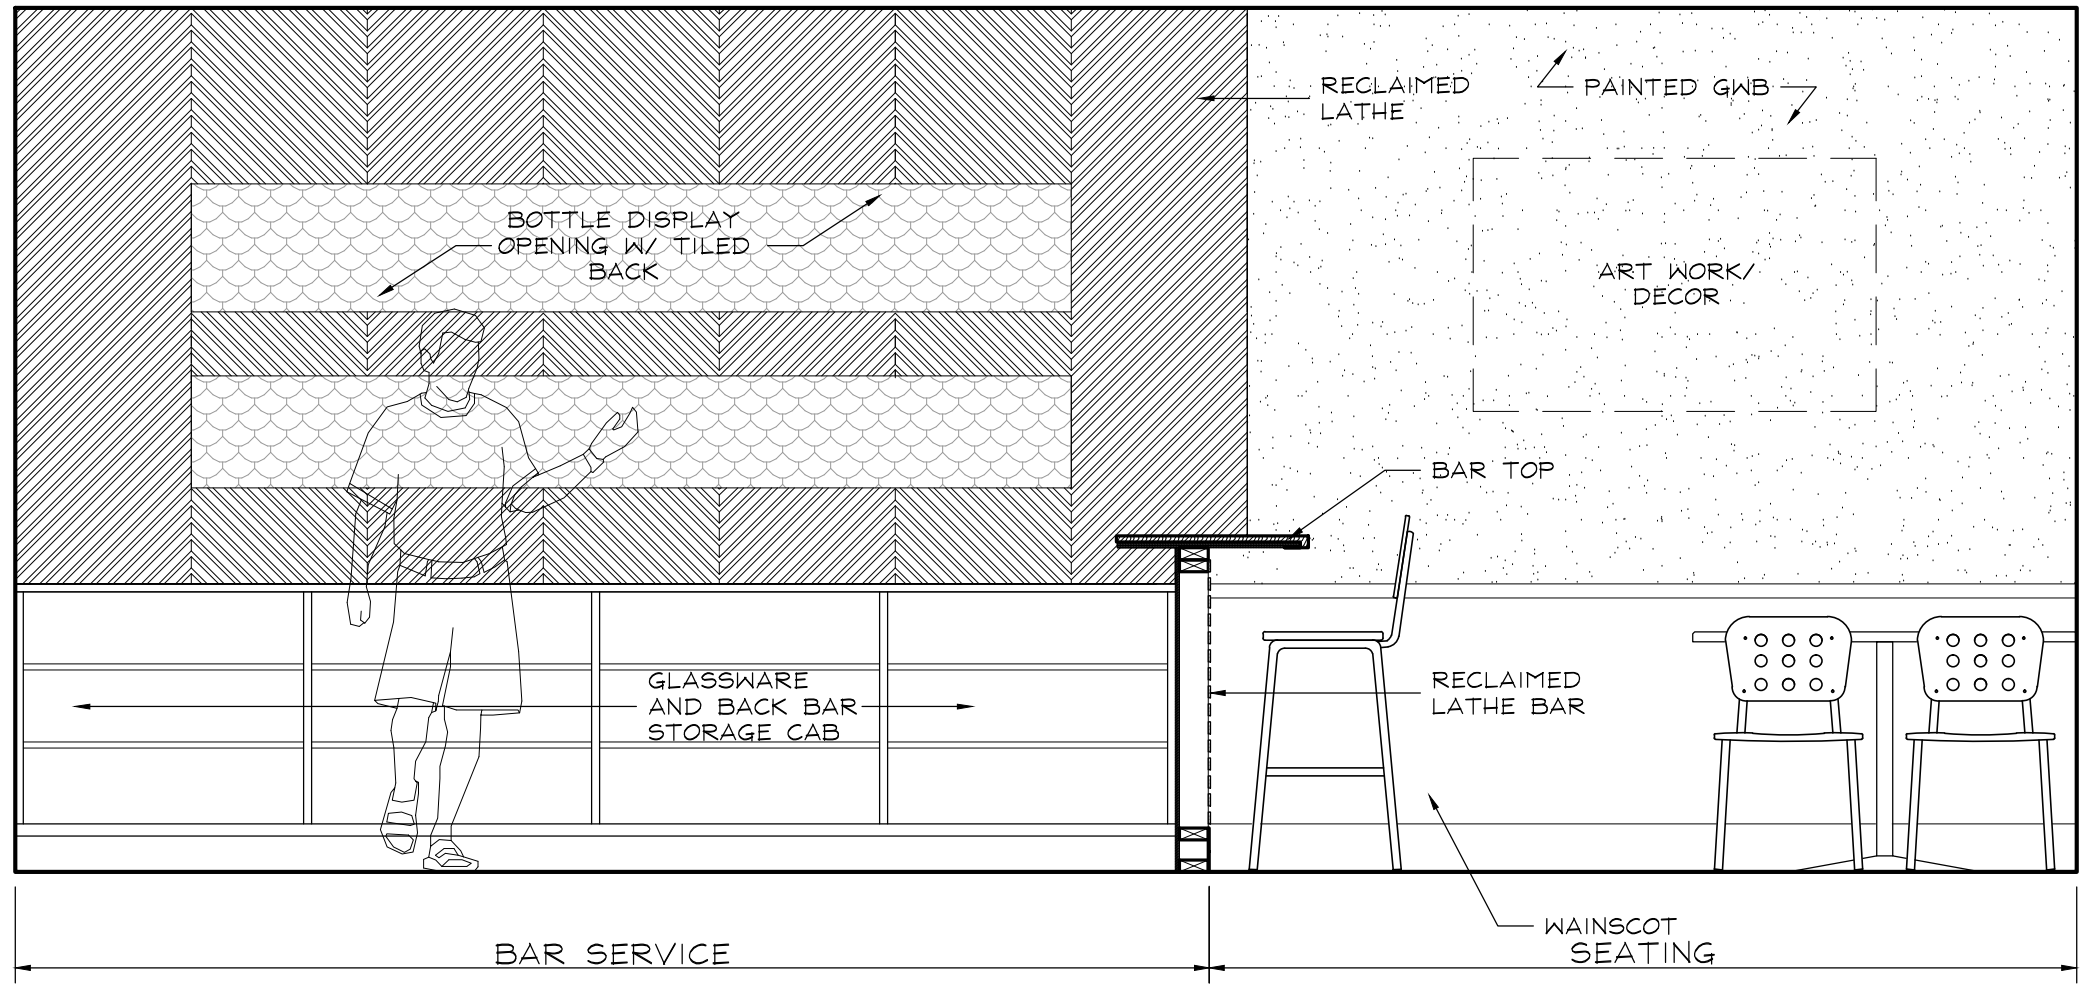 RECLAIMED
LATHE
PAINTED GWB
BOTTLE DISPLAY
OPENING W/ TILED
BACK
ART WORK/
DECOR
BAR TOP
GLASSWARE
AND BACK BAR
STORAGE CAB
RECLAIMED
LATHE BAR
WAINSCOT
BAR SERVICE
SEATING